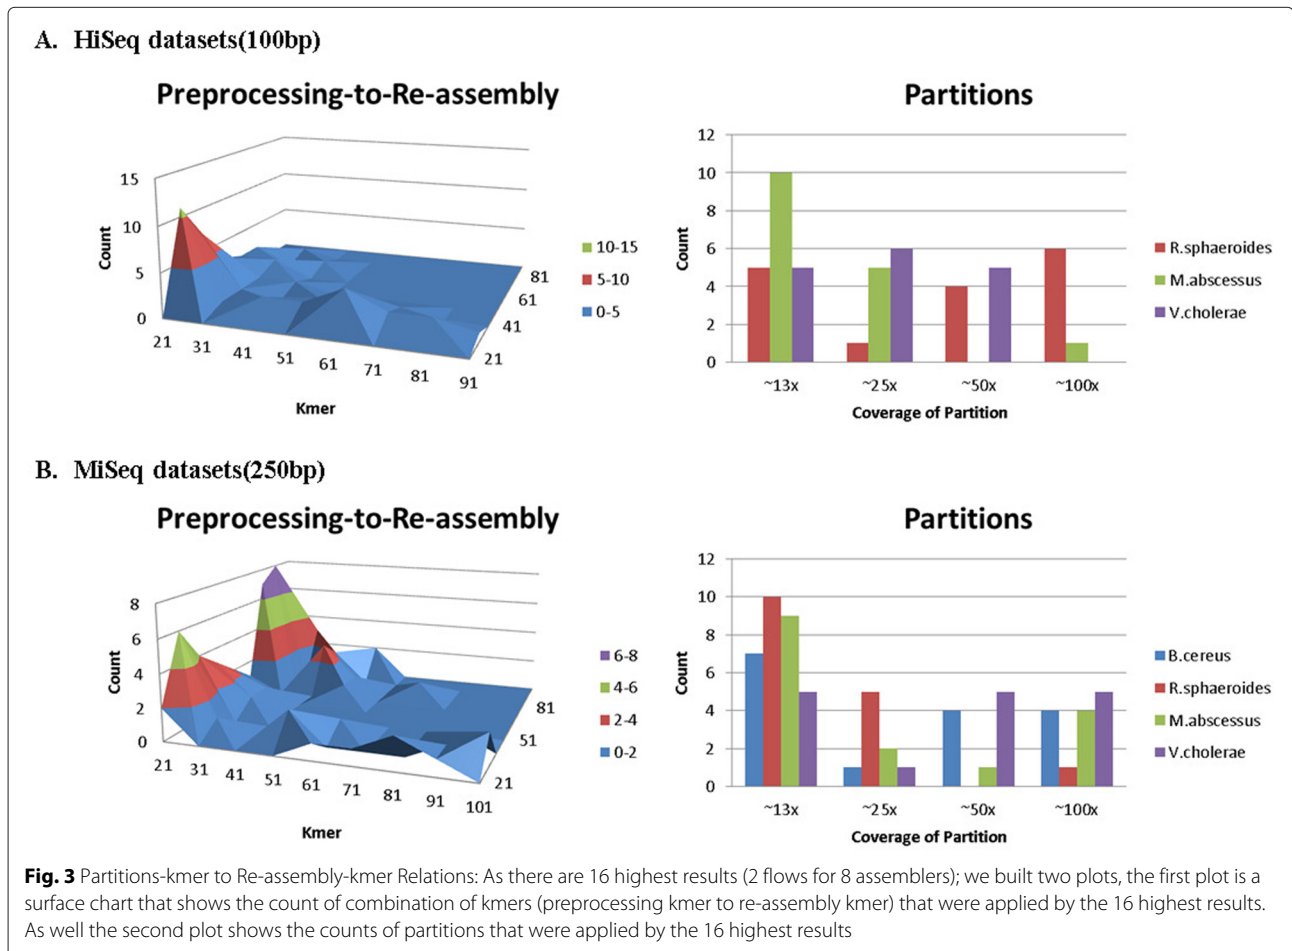 A. HiSeq datasets(100bp)
Preprocessing-to-Re-assembly
15
10
5
0
Count
21 31 41 51 61 71 81 91
21
41
61
81
Kmer
10-15
5-10
0-5
Partitions
12
10
8
6
4
2
0
Count
~13x ~25x ~50x ~100x
Coverage of Partition
R.sphaeroides
M.abscessus
V.cholerae
B. MiSeq datasets(250bp)
Preprocessing-to-Re-assembly
8
6
4
2
0
Count
21 31 41 51 61 71 81 91 101
21
51
81
Kmer
6-8
4-6
2-4
0-2
Partitions
12
10
8
6
4
2
0
Count
~13x ~25x ~50x ~100x
Coverage of Partition
B.cereus
R.sphaeroides
M.abscessus
V.cholerae
Fig. 3 Partitions-kmer to Re-assembly-kmer Relations: As there are 16 highest results (2 flows for 8 assemblers); we built two plots, the first plot is a
surface chart that shows the count of combination of kmers (preprocessing kmer to re-assembly kmer) that were applied by the 16 highest results.
As well the second plot shows the counts of partitions that were applied by the 16 highest results